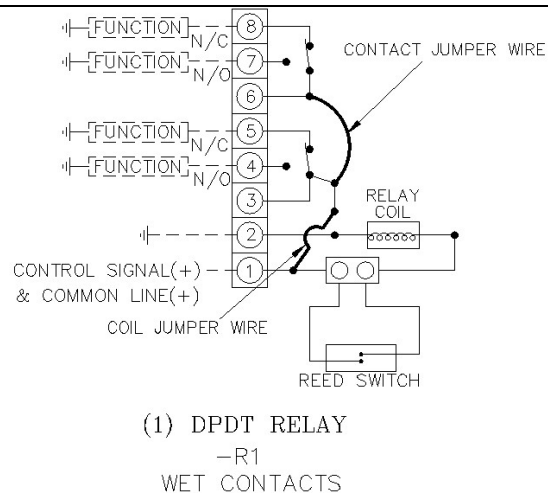 [FUNCTION] N/C 8
[FUNCTION] N/O 7
CONTACT JUMPER WIRE
6
[FUNCTION] N/C 5
[FUNCTION] N/O 4
3
RELAY
COIL
2
CONTROL SIGNAL(+) 1
& COMMON LINE(+)
COIL JUMPER WIRE
REED SWITCH
(1) DPDT RELAY
-R1
WET CONTACTS